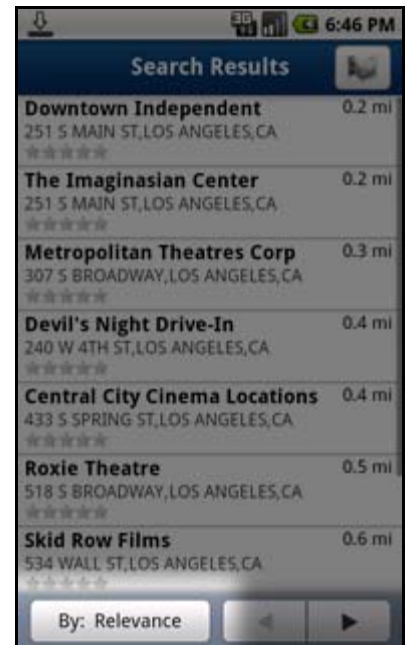 6:46 PM
Search Results
Downtown Independent 0.2 mi
251 S MAIN ST,LOS ANGELES,CA
The Imaginasian Center 0.2 mi
251 S MAIN ST,LOS ANGELES,CA
Metropolitan Theatres Corp 0.3 mi
307 S BROADWAY,LOS ANGELES,CA
Devil's Night Drive-In 0.4 mi
240 W 4TH ST,LOS ANGELES,CA
Central City Cinema Locations 0.4 mi
433 S SPRING ST,LOS ANGELES,CA
Roxie Theatre 0.5 mi
518 S BROADWAY,LOS ANGELES,CA
Skid Row Films 0.6 mi
534 WALL ST,LOS ANGELES,CA
By: Relevance